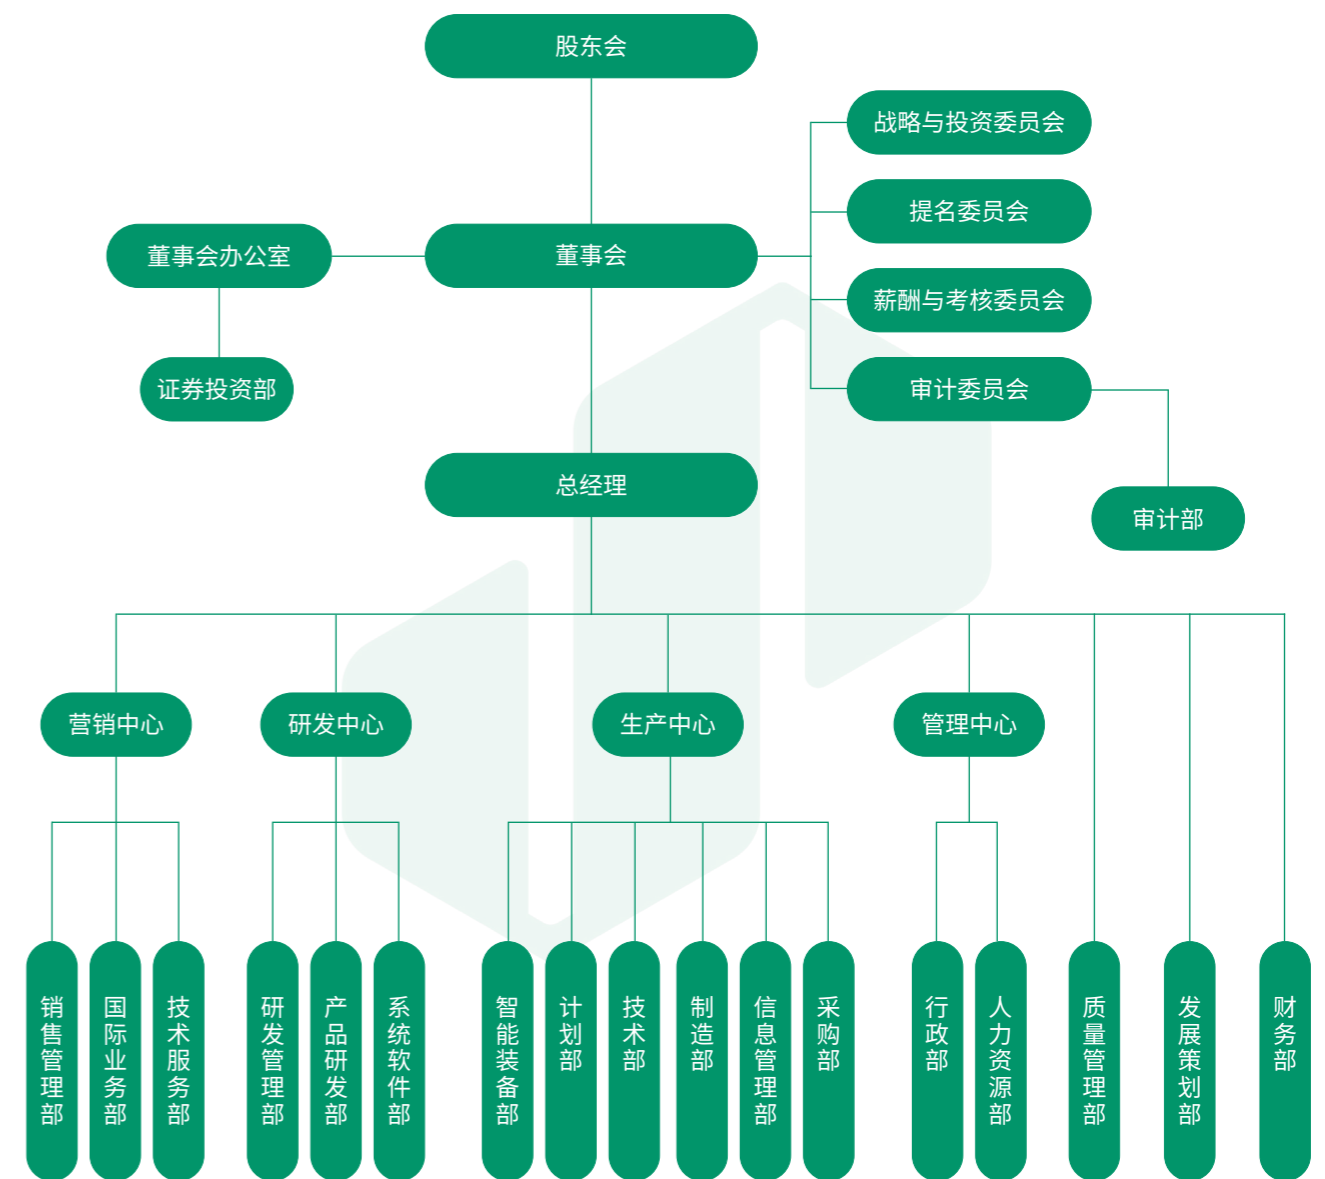 股东会
战略与投资委员会
提名委员会
董事会办公室
董事会
薪酬与考核委员会
证券投资部
审计委员会
总经理
审计部
营销中心
研发中心
生产中心
管理中心
销售管理部
国际业务部
技术服务部
研发管理部
产品研发部
系统软件部
智能装备部
计划部
技术部
制造部
信息管理部
采购部
行政部
人力资源部
质量管理部
发展策划部
财务部